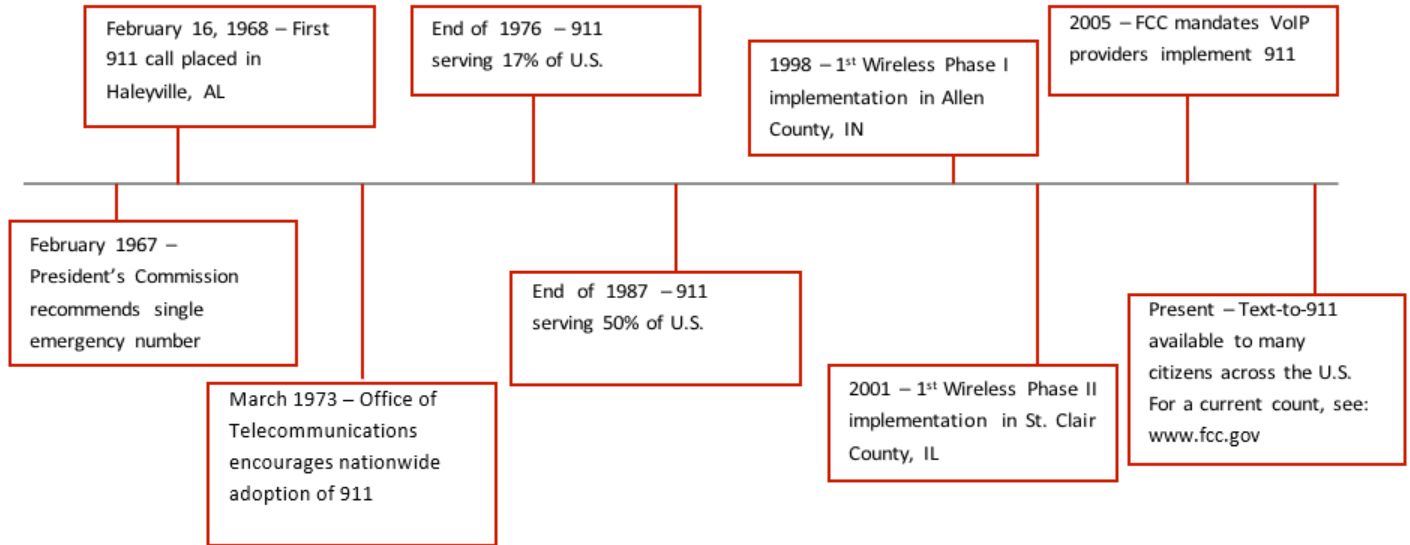 February 16, 1968 – First
911 call placed in
Haleyville, AL
End of 1976 – 911
serving 17% of U.S.
1998 – 1st Wireless Phase I
implementation in Allen
County, IN
2005 – FCC mandates VoIP
providers implement 911
February 1967 –
President’s Commission
recommends single
emergency number
March 1973 – Office of
Telecommunications
encourages nationwide
adoption of 911
End of 1987 – 911
serving 50% of U.S.
2001 – 1st Wireless Phase II
implementation in St. Clair
County, IL
Present – Text-to-911
available to many
citizens across the U.S.
For a current count, see:
www.fcc.gov